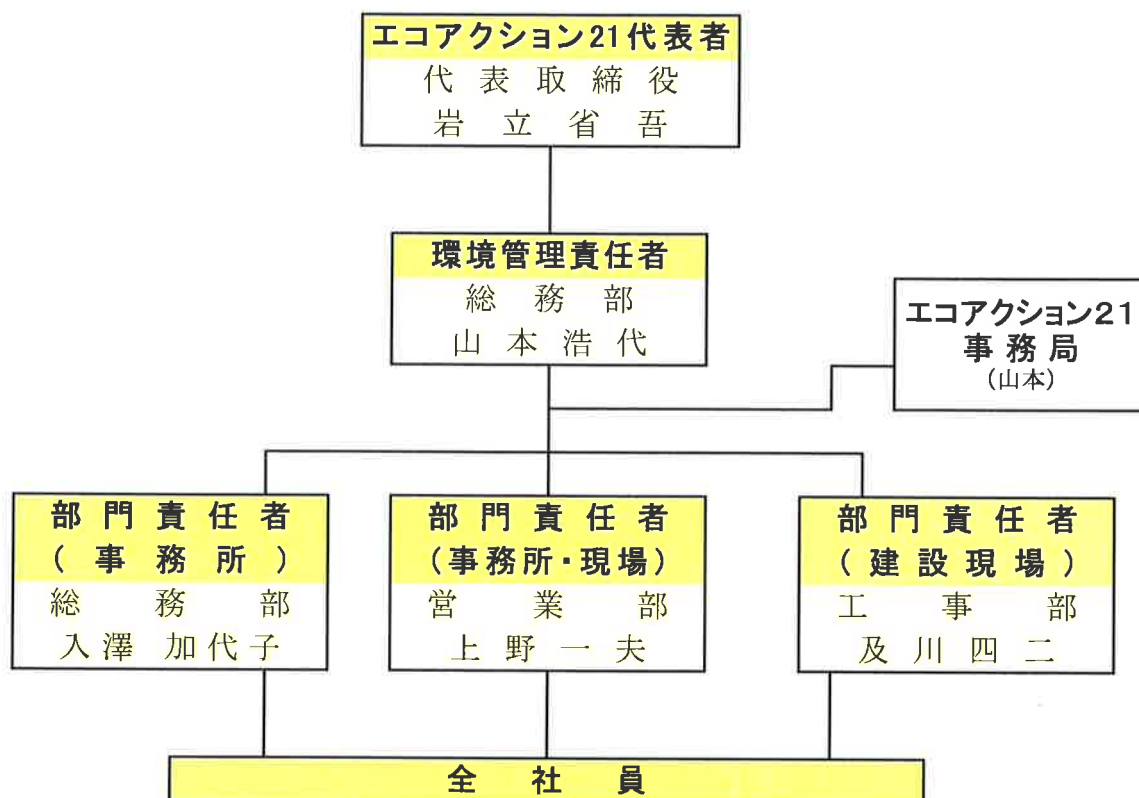 エコアクション21代表者
代表取締役
岩立省吾
環境管理責任者
総務部
山本浩代
エコアクション21
事務局
(山本)
部門責任者
(事務所)
総務部
入澤 加代子
部門責任者
(事務所・現場)
営業部
上野一夫
部門責任者
(建設現場)
工事部
及川四二
全社員